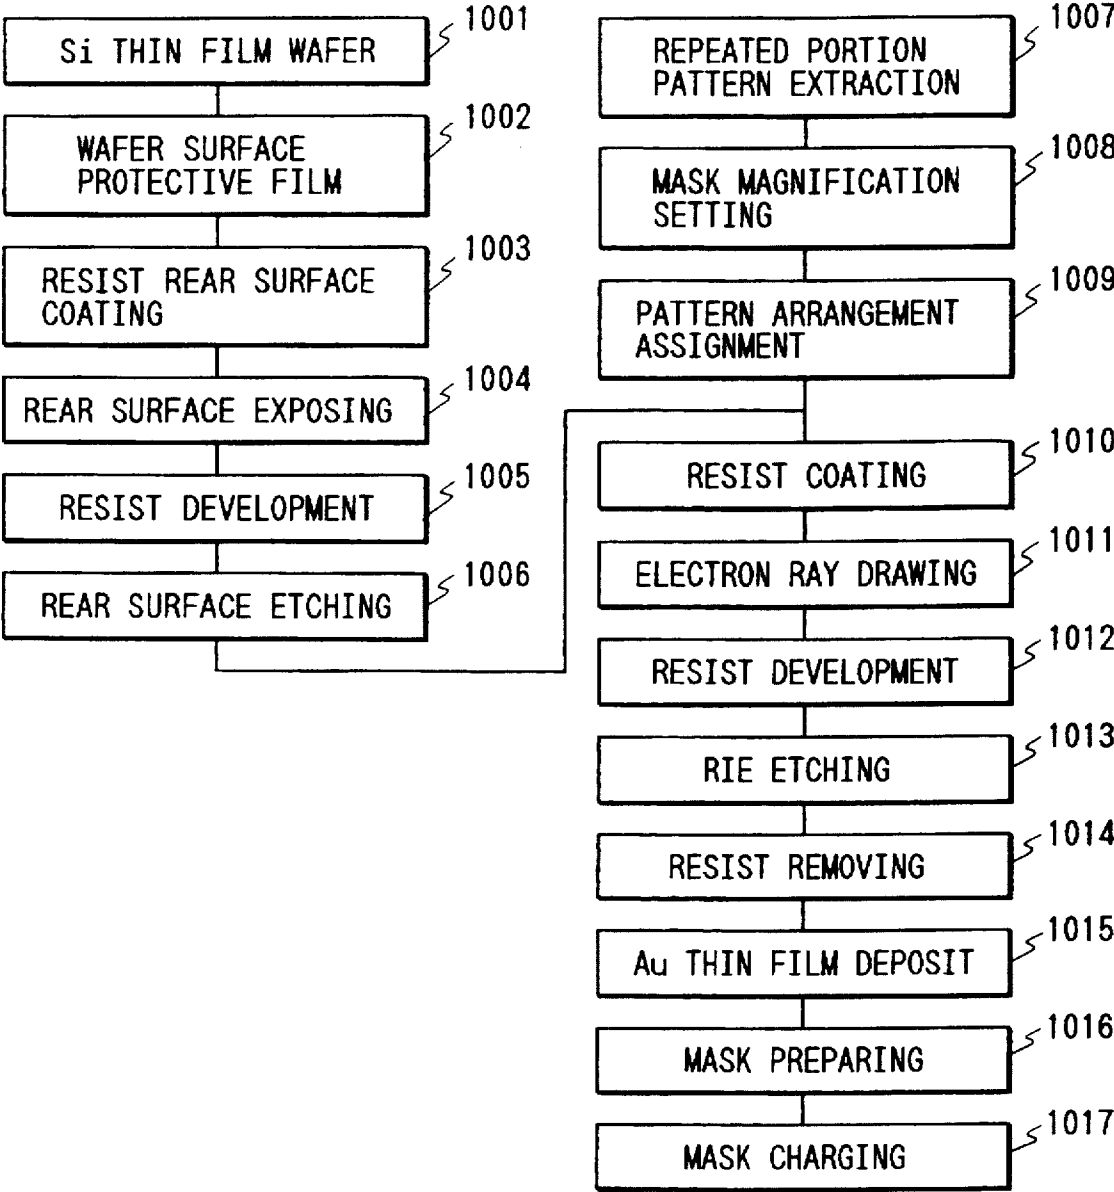 1001
Si THIN FILM WAFER
1002
WAFER SURFACE
PROTECTIVE FILM
1003
RESIST REAR SURFACE
COATING
1004
REAR SURFACE EXPOSING
1005
RESIST DEVELOPMENT
1006
REAR SURFACE ETCHING
1007
REPEATED PORTION
PATTERN EXTRACTION
1008
MASK MAGNIFICATION
SETTING
1009
PATTERN ARRANGEMENT
ASSIGNMENT
1010
RESIST COATING
1011
ELECTRON RAY DRAWING
1012
RESIST DEVELOPMENT
1013
RIE ETCHING
1014
RESIST REMOVING
1015
Au THIN FILM DEPOSIT
1016
MASK PREPARING
1017
MASK CHARGING